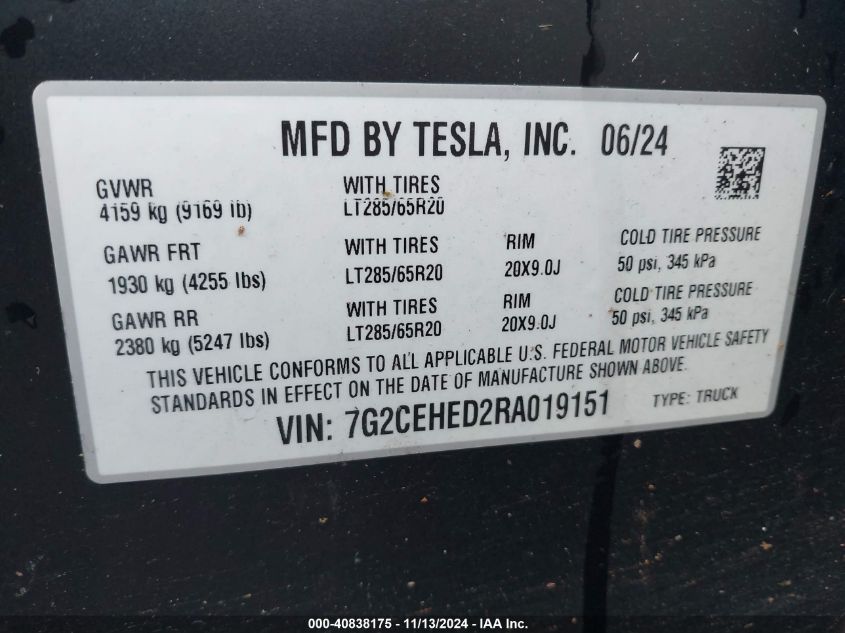 MFD BY TESLA, INC. 06/24
GVWR WITH TIRES
4159 kg (9169 lb) LT285/65R20
GAWR FRT WITH TIRES RIM COLD TIRE PRESSURE
1930 kg (4255 lbs) LT285/65R20 20X9.0J 50 psi, 345 kPa
GAWR RR WITH TIRES RIM COLD TIRE PRESSURE
2380 kg (5247 lbs) LT285/65R20 20X9.0J 50 psi, 345 kPa
THIS VEHICLE CONFORMS TO ALL APPLICABLE U.S. FEDERAL MOTOR VEHICLE SAFETY
STANDARDS IN EFFECT ON THE DATE OF MANUFACTURE SHOWN ABOVE.
VIN: 7G2CEHED2RA019151 TYPE: TRUCK
000-40838175 - 11/13/2024 - IAA Inc.